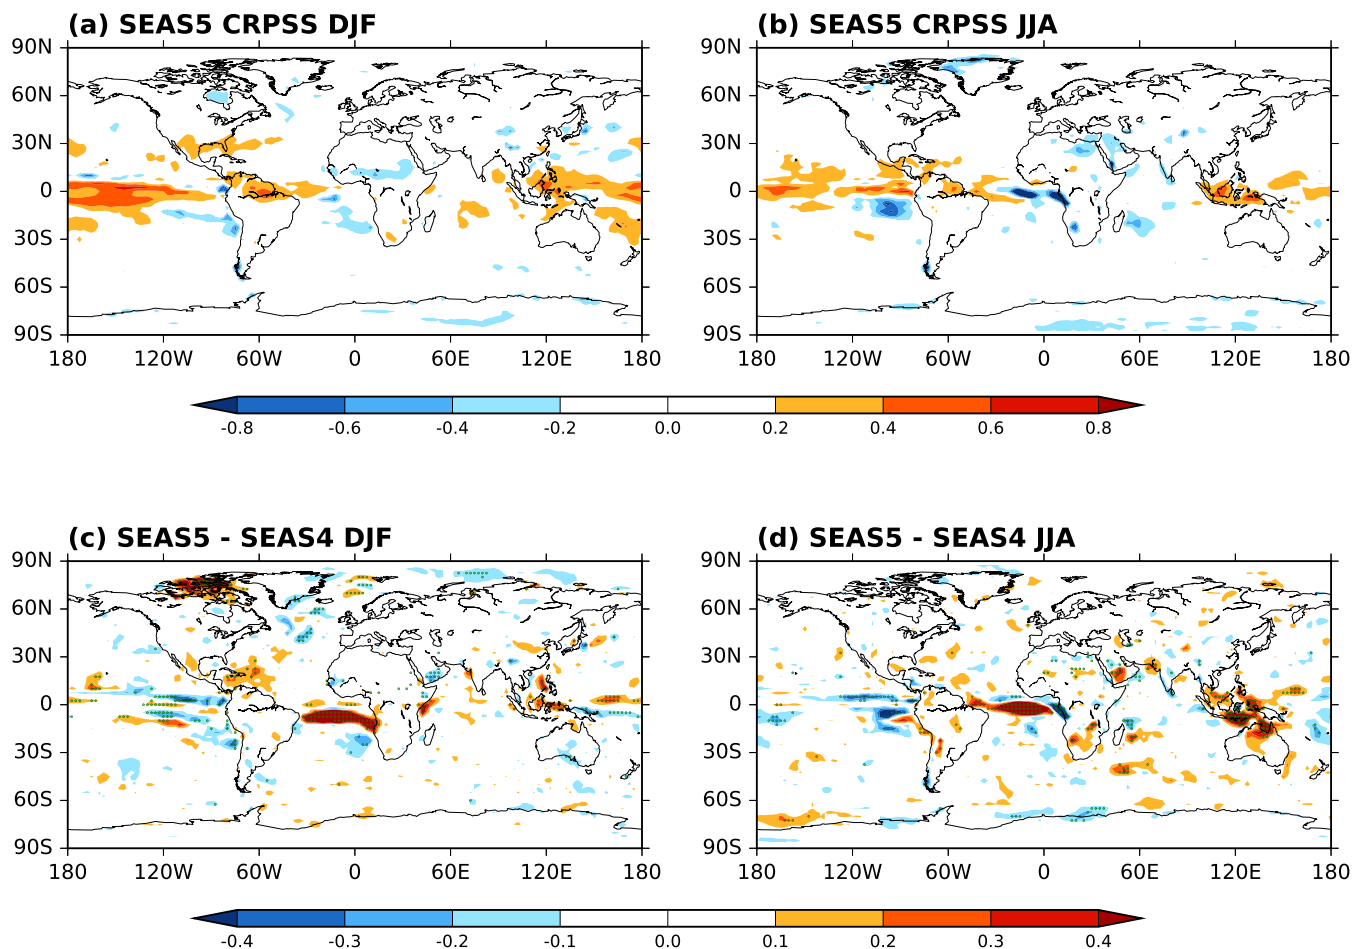 (a) SEAS5 CRPSS DJF
(b) SEAS5 CRPSS JJA
90N
60N
30N
0
30S
60S
90S
180 120W 60W 0 60E 120E 180
90N
60N
30N
0
30S
60S
90S
180 120W 60W 0 60E 120E 180
-0.8 -0.6 -0.4 -0.2 0.0 0.2 0.4 0.6 0.8
(c) SEAS5 - SEAS4 DJF
(d) SEAS5 - SEAS4 JJA
90N
60N
30N
0
30S
60S
90S
180 120W 60W 0 60E 120E 180
90N
60N
30N
0
30S
60S
90S
180 120W 60W 0 60E 120E 180
-0.4 -0.3 -0.2 -0.1 0.0 0.1 0.2 0.3 0.4